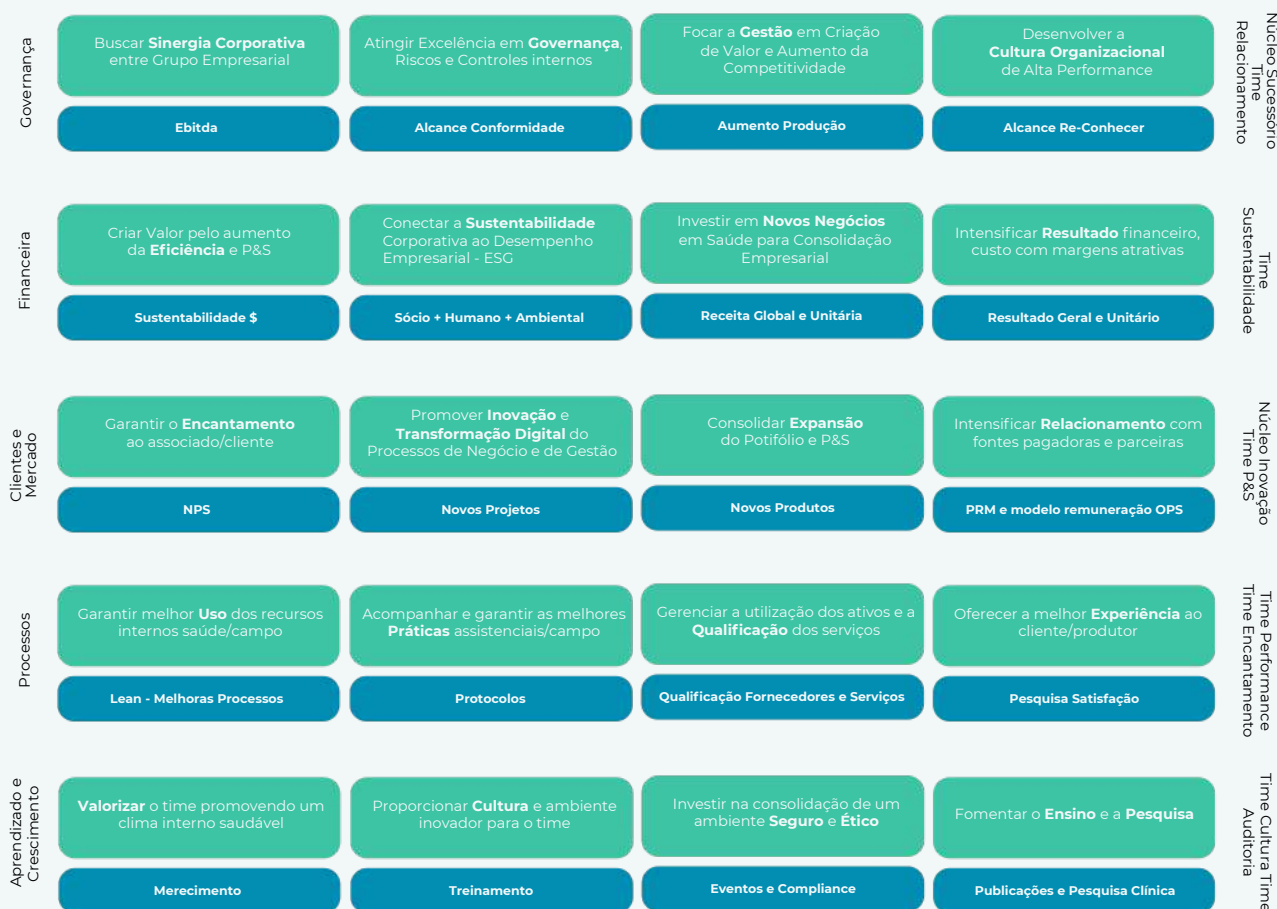 Governança
Buscar Sinergia Corporativa
entre Grupo Empresarial
Ebitda
Atingir Excelência em Governança,
Riscos e Controles internos
Alcance Conformidade
Focar a Gestão em Criação
de Valor e Aumento da
Competitividade
Aumento Produção
Desenvolver a
Cultura Organizacional
de Alta Performance
Alcance Re-Conhecer
Núcleo Sucessório
Time
Relacionamento
Financeira
Criar Valor pelo aumento
da Eficiência e P&S
Sustentabilidade $
Conectar a Sustentabilidade
Corporativa ao Desempenho
Empresarial - ESG
Sócio + Humano + Ambiental
Investir em Novos Negócios
em Saúde para Consolidação
Empresarial
Receita Global e Unitária
Intensificar Resultado financeiro,
custo com margens atrativas
Resultado Geral e Unitário
Time
Sustentabilidade
Clientes e
Mercado
Garantir o Encantamento
ao associado/cliente
NPS
Promover Inovação e
Transformação Digital do
Processos de Negócio e de Gestão
Novos Projetos
Consolidar Expansão
do Potifólio e P&S
Novos Produtos
Intensificar Relacionamento com
fontes pagadoras e parceiras
PRM e modelo remuneração OPS
Núcleo Inovação
Time P&S
Processos
Garantir melhor Uso dos recursos
internos saúde/campo
Lean - Melhoras Processos
Acompanhar e garantir as melhores
Práticas assistenciais/campo
Protocolos
Gerenciar a utilização dos ativos e a
Qualificação dos serviços
Qualificação Fornecedores e Serviços
Oferecer a melhor Experiência ao
cliente/produtor
Pesquisa Satisfação
Time Performance
Time Encantamento
Aprendizado e
Crescimento
Valorizar o time promovendo um
clima interno saudável
Merecimento
Proporcionar Cultura e ambiente
inovador para o time
Treinamento
Investir na consolidação de um
ambiente Seguro e Ético
Eventos e Compliance
Fomentar o Ensino e a Pesquisa
Publicações e Pesquisa Clínica
Time Cultura Time
Auditoria